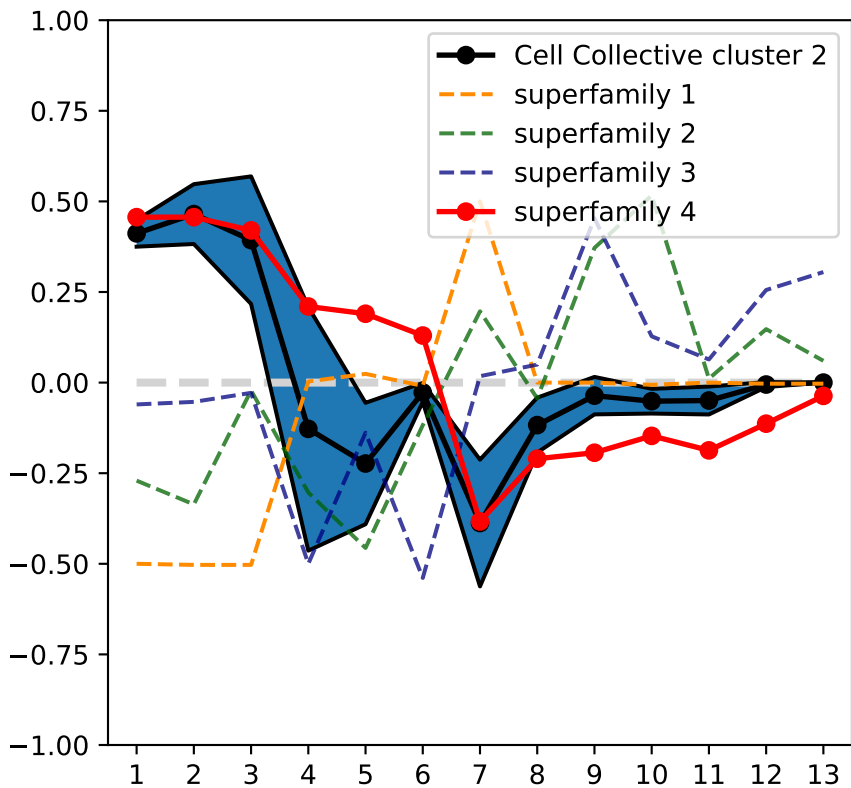 1.00
0.75
0.50
0.25
0.00
−0.25
−0.50
−0.75
−1.00
Cell Collective cluster 2
superfamily 1
superfamily 2
superfamily 3
superfamily 4
1 2 3 4 5 6 7 8 9 10 11 12 13